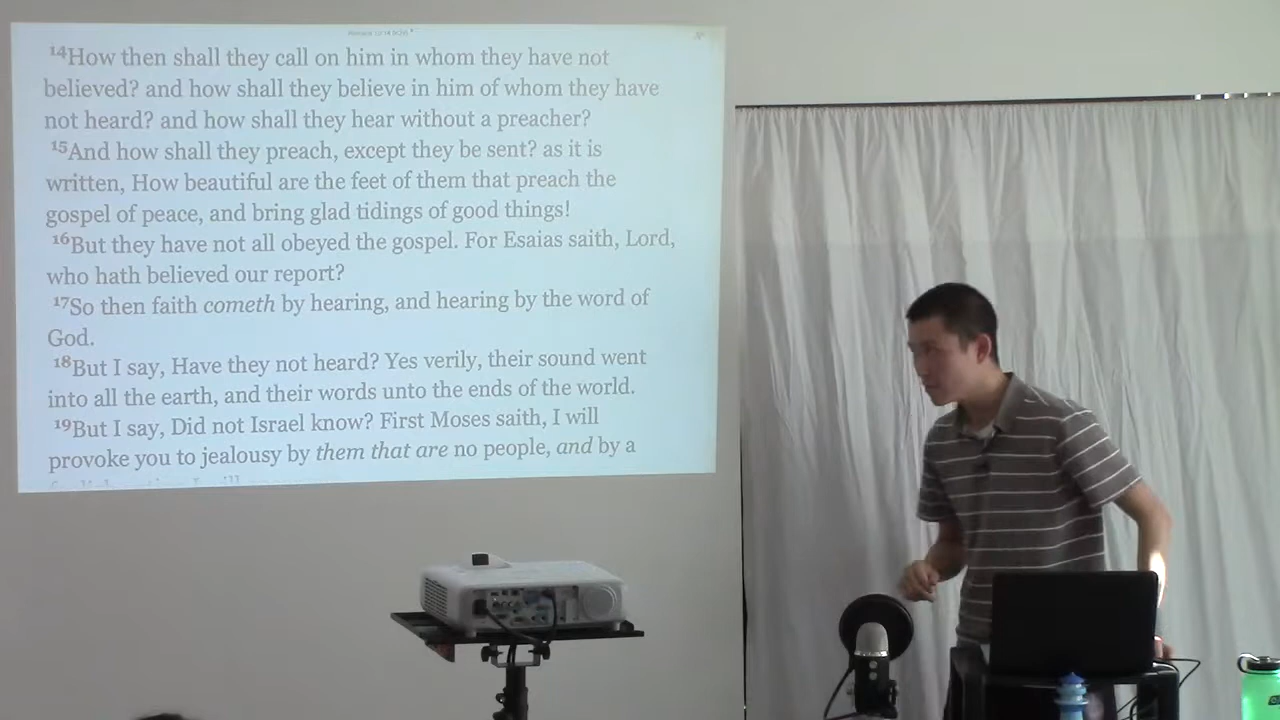 14How then shall they call on him in whom they have not
believed? and how shall they believe in him of whom they have
not heard? and how shall they hear without a preacher?
15And how shall they preach, except they be sent? as it is
written, How beautiful are the feet of them that preach the
gospel of peace, and bring glad tidings of good things!
16But they have not all obeyed the gospel. For Esaias saith, Lord,
who hath believed our report?
17So then faith cometh by hearing, and hearing by the word of
God.
18But I say, Have they not heard? Yes verily, their sound went
into all the earth, and their words unto the ends of the world.
19But I say, Did not Israel know? First Moses saith, I will
provoke you to jealousy by them that are no people, and by a